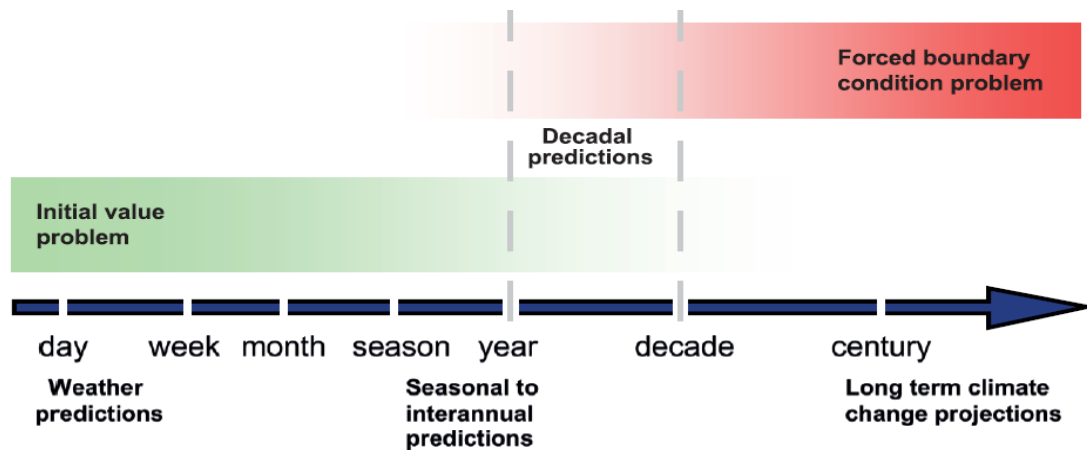 Forced boundary
condition problem
Decadal
predictions
Initial value
problem
day week month season year decade century
Weather
predictions
Seasonal to
interannual
predictions
Long term climate
change projections